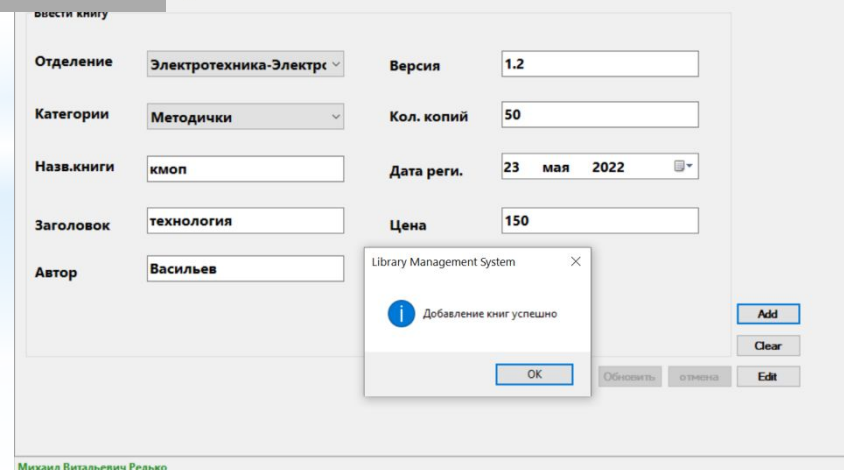 Ввести книгу
Отделение
Электротехника-Электро
Версия
1.2
Категории
Методички
Кол. копий
50
Назв.книги
кмоп
Дата реги.
23 мая 2022
Заголовок
технология
Цена
150
Автор
Васильев
Library Management System
Добавление книг успешно
OK
Add
Clear
Обновить
отмена
Edit
Михаил Витальевич Редько